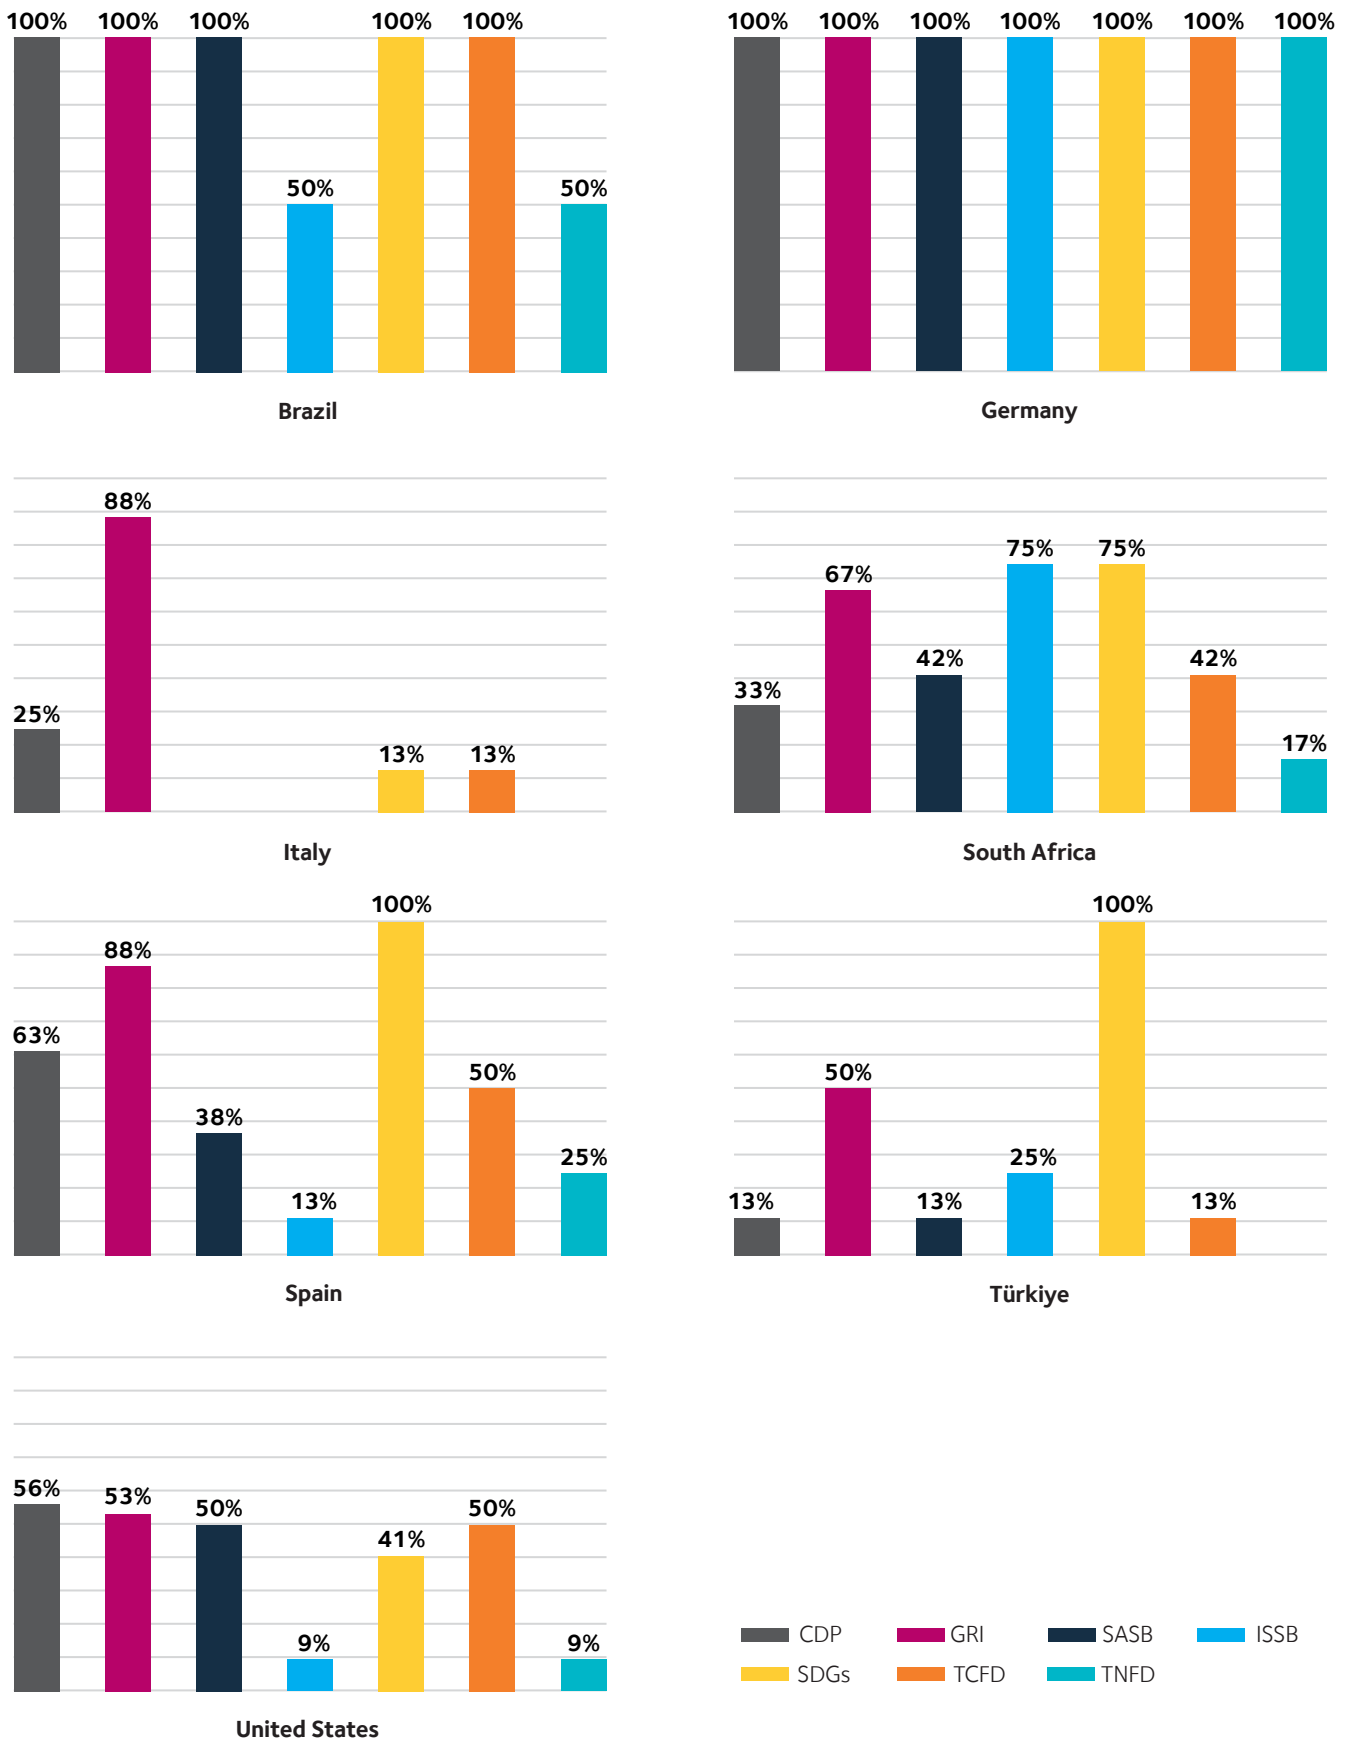 100% 100% 100% 100% 100%
50% 50%
Brazil
100% 100% 100% 100% 100% 100% 100%
Germany
88%
25%
13% 13%
Italy
75% 75%
67%
42% 42%
33%
17%
South Africa
100%
88%
63%
50%
38%
25%
13%
Spain
100%
50%
25%
13% 13% 13%
Türkiye
56% 53% 50% 50%
41%
9% 9%
United States
CDP GRI SASB ISSB
SDGs TCFD TNFD